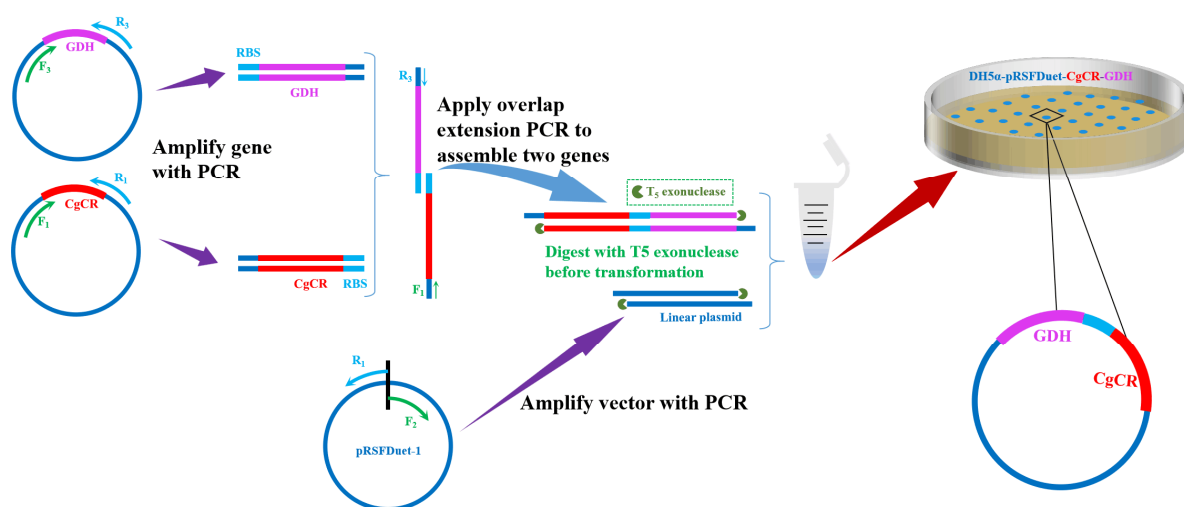 R₃
GDH
F₃
RBS
GDH
Amplify gene
with PCR
R₁
CgCR
F₁
CgCR
RBS
R₃
F₁
Apply overlap
extension PCR to
assemble two genes
T₅ exonuclease
Digest with T5 exonuclease
before transformation
Linear plasmid
R₁
F₂
pRSFDuet-1
Amplify vector with PCR
DH5α-pRSFDuet-CgCR-GDH
GDH
CgCR